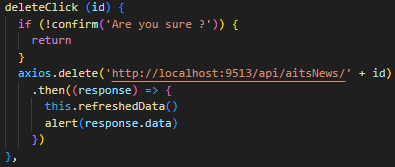 deleteClick (id) {
  if (!confirm('Are you sure ?')) {
    return
  }
  axios.delete('http://localhost:9513/api/aitsNews/' + id)
    .then((response) => {
      this.refreshedData()
      alert(response.data)
    })
},